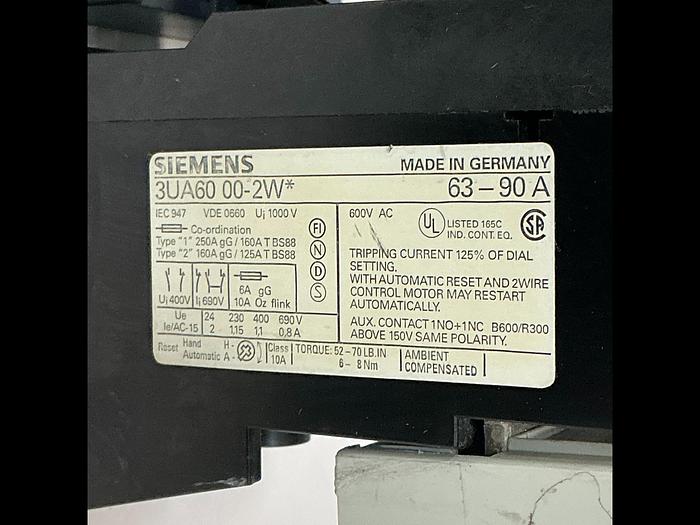 SIEMENS MADE IN GERMANY
3UA60 00-2W* 63 – 90 A
IEC 947 VDE 0660 Ui 1000 V
Co-ordination
Type "1" 250A gG / 160A T BS88
Type "2" 160A gG / 125A T BS88
FI
N
D
S
Ui 400V Ii 690V
6A gG
10A Oz flink
Ue 24 230 400 690 V
Ie/AC-15 2 1,15 1,1 0,8 A
600V AC
UL LISTED 165C
IND. CONT. EQ.
SA
TRIPPING CURRENT 125% OF DIAL
SETTING.
WITH AUTOMATIC RESET AND 2WIRE
CONTROL MOTOR MAY RESTART
AUTOMATICALLY.
AUX. CONTACT 1NO+1NC B600/R300
ABOVE 150V SAME POLARITY.
Reset Hand H -
Automatic A -
Class
10A
TORQUE: 52 – 70 LB.IN
6 – 8 Nm
AMBIENT
COMPENSATED